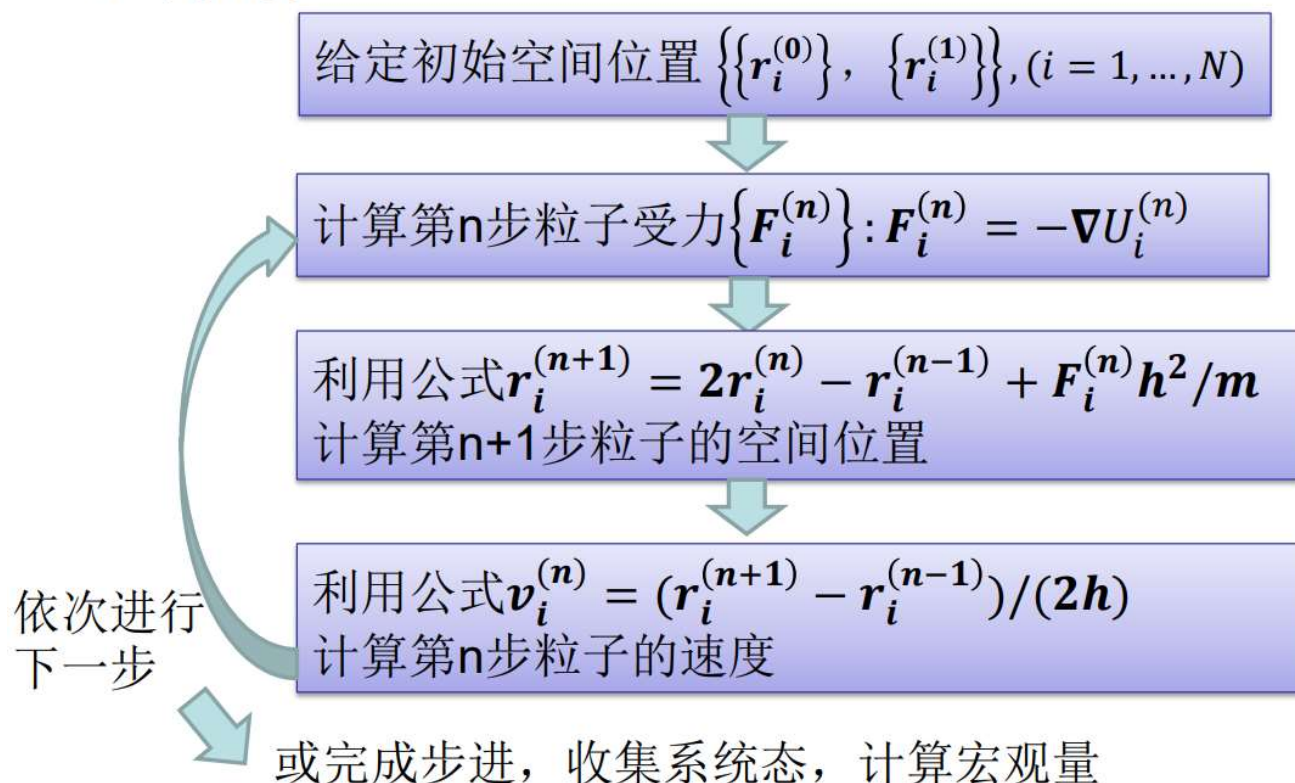 给定初始空间位置 {{r_i^(0)}，{r_i^(1)}}, (i = 1, ..., N)
计算第n步粒子受力{F_i^(n)} : F_i^(n) = −∇U_i^(n)
利用公式r_i^(n+1) = 2r_i^(n) − r_i^(n−1) + F_i^(n)h^2/m
计算第n+1步粒子的空间位置
利用公式v_i^(n) = (r_i^(n+1) − r_i^(n−1))/(2h)
计算第n步粒子的速度
依次进行
下一步
或完成步进，收集系统态，计算宏观量